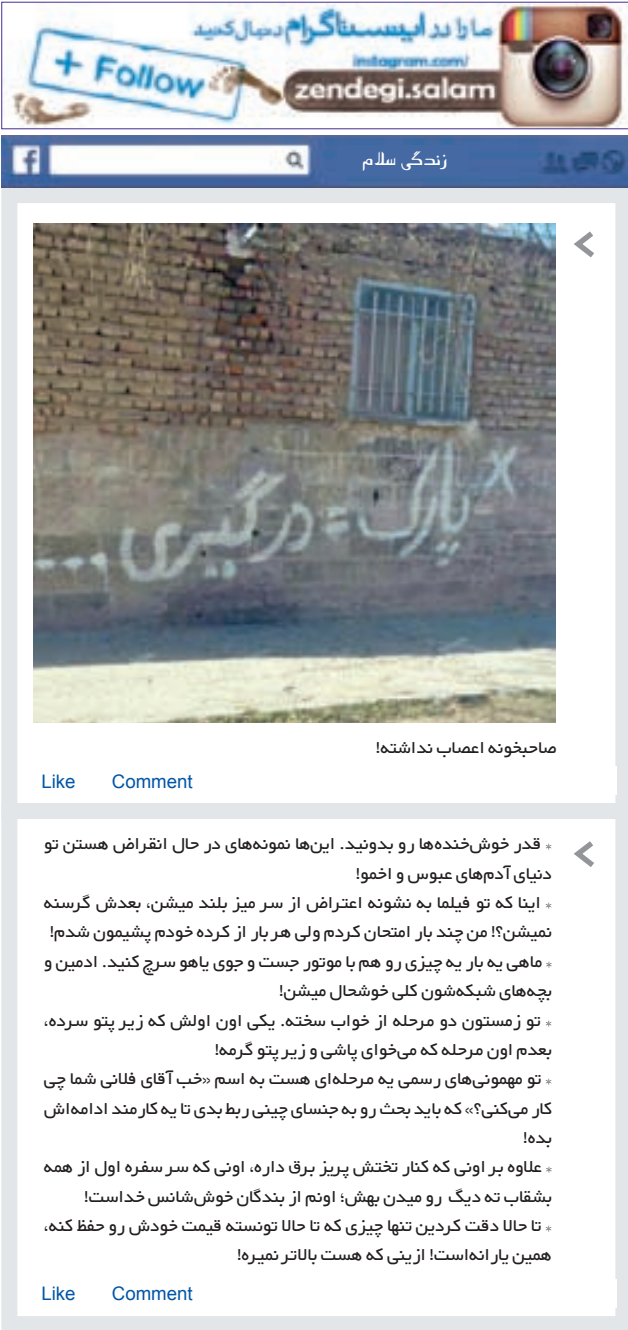 ما را در اینستاگرام دنبال کنید
instagram.com/
zendegi.salam
+ Follow
زندگی سلام
x پارک = درگیری ...
صاحبخونه اعصاب نداشته!
Like Comment
* قدر خوش‌خنده‌ها رو بدونید. این‌ها نمونه‌های در حال انقراض هستن تو
دنیای آدم‌های عبوس و اخمو!
* اینا که تو فیلما به نشونه اعتراض از سر میز بلند میشن، بعدش گرسنه
نمیشن؟! من چند بار امتحان کردم ولی هر بار از کرده خودم پشیمون شدم!
* ماهی یه بار یه چیزی رو هم با موتور جست و جوی یاهو سرچ کنید. ادمین و
بچه‌های شبکه‌شون کلی خوشحال میشن!
* تو زمستون دو مرحله از خواب سخته. یکی اون اولش که زیر پتو سرده،
بعدم اون مرحله که می‌خوای پاشی و زیر پتو گرمه!
* تو مهمونی‌های رسمی یه مرحله‌ای هست به اسم «خب آقای فلانی شما چی
کار می‌کنی؟» که باید بحث رو به جنسای چینی ربط بدی تا یه کارمند ادامه‌اش
بده!
* علاوه بر اونی که کنار تختش پریز برق داره، اونی که سر سفره اول از همه
بشقاب ته دیگ رو میدن بهش؛ اونم از بندگان خوش‌شانس خداست!
* تا حالا دقت کردین تنها چیزی که تا حالا تونسته قیمت خودش رو حفظ کنه،
همین یارانه‌است! ازینی که هست بالاتر نمیره!
Like Comment